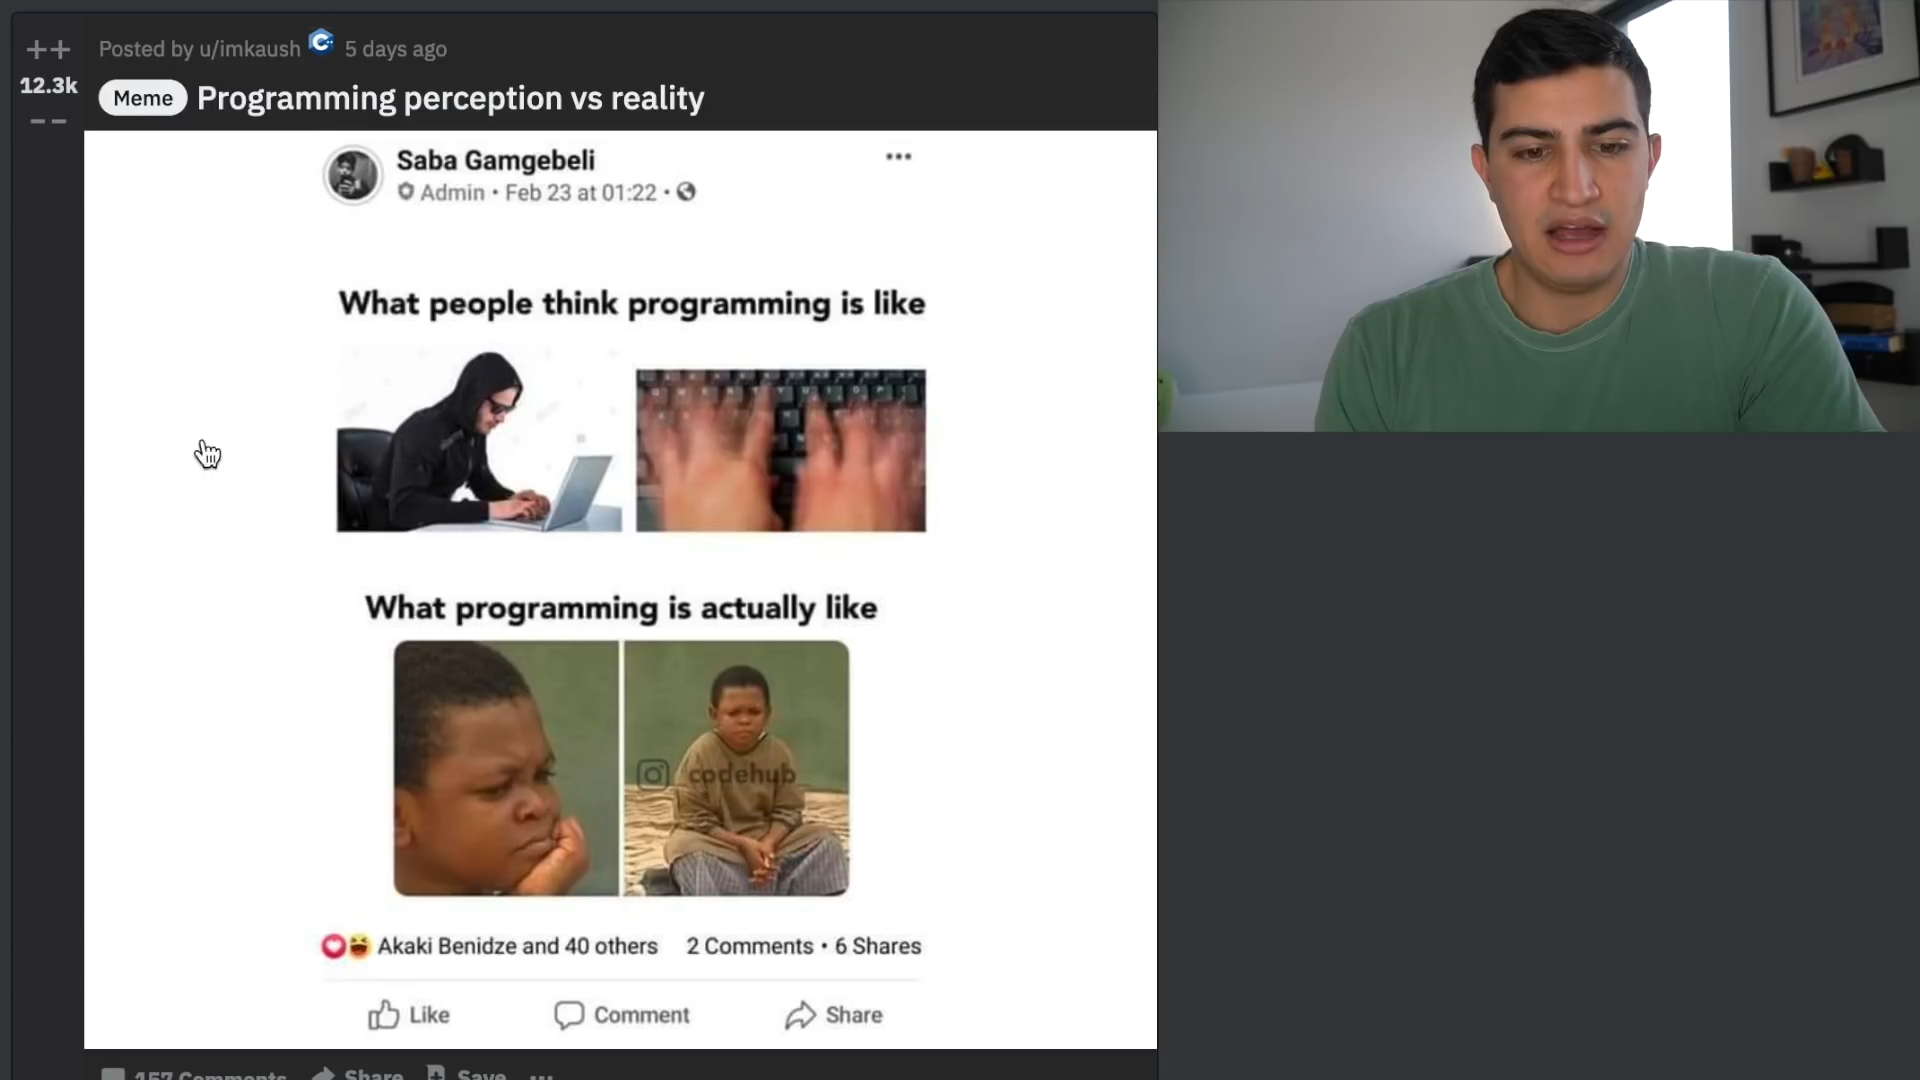 ++
Posted by u/imkaush 5 days ago
12.3k
Meme Programming perception vs reality
--
Saba Gamgebeli
Admin • Feb 23 at 01:22 •
What people think programming is like
What programming is actually like
codehub
Akaki Benidze and 40 others 2 Comments • 6 Shares
Like Comment Share
157 Comments Share Save